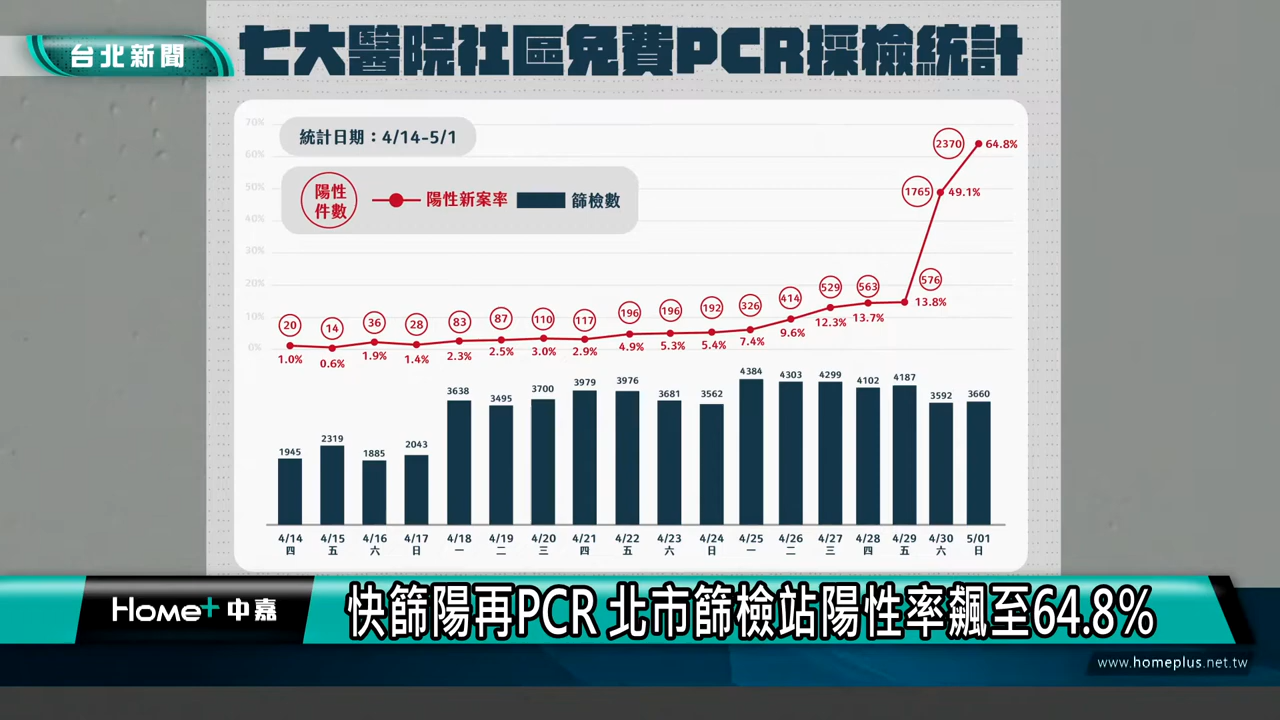 台北新聞
七大醫院社區免費PCR採檢統計
70%
60%
50%
40%
30%
20%
10%
0%
統計日期：4/14-5/1
陽性件數 陽性新案率 篩檢數
20 14 36 28 83 87 110 117 196 196 192 326 414 529 563 576 1765 2370
1.0% 0.6% 1.9% 1.4% 2.3% 2.5% 3.0% 2.9% 4.9% 5.3% 5.4% 7.4% 9.6% 12.3% 13.7% 13.8% 49.1% 64.8%
1945 2319 1885 2043 3638 3495 3700 3979 3976 3681 3562 4384 4303 4299 4102 4187 3592 3660
4/14 4/15 4/16 4/17 4/18 4/19 4/20 4/21 4/22 4/23 4/24 4/25 4/26 4/27 4/28 4/29 4/30 5/01
四 五 六 日 一 二 三 四 五 六 日 一 二 三 四 五 六 日
Home+中嘉
快篩陽再PCR 北市篩檢站陽性率飆至64.8%
www.homeplus.net.tw